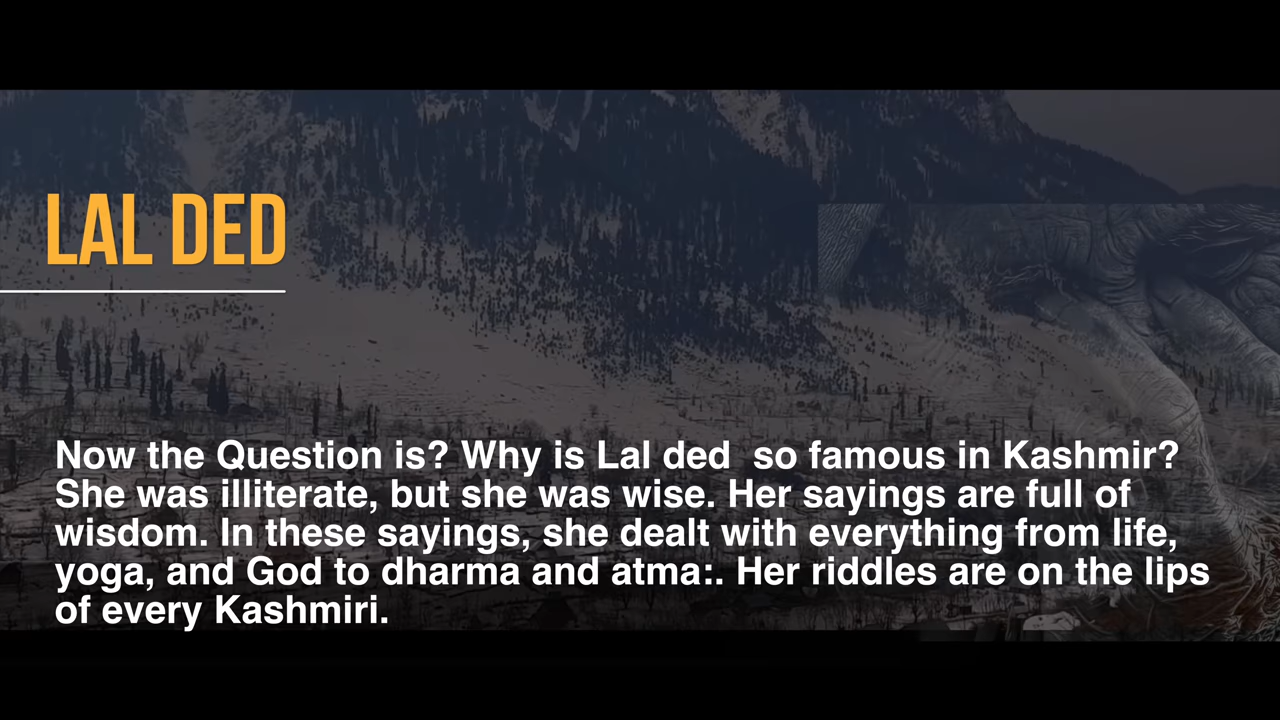 LAL DED
Now the Question is? Why is Lal ded  so famous in Kashmir?
She was illiterate, but she was wise. Her sayings are full of
wisdom. In these sayings, she dealt with everything from life,
yoga, and God to dharma and atma:. Her riddles are on the lips
of every Kashmiri.